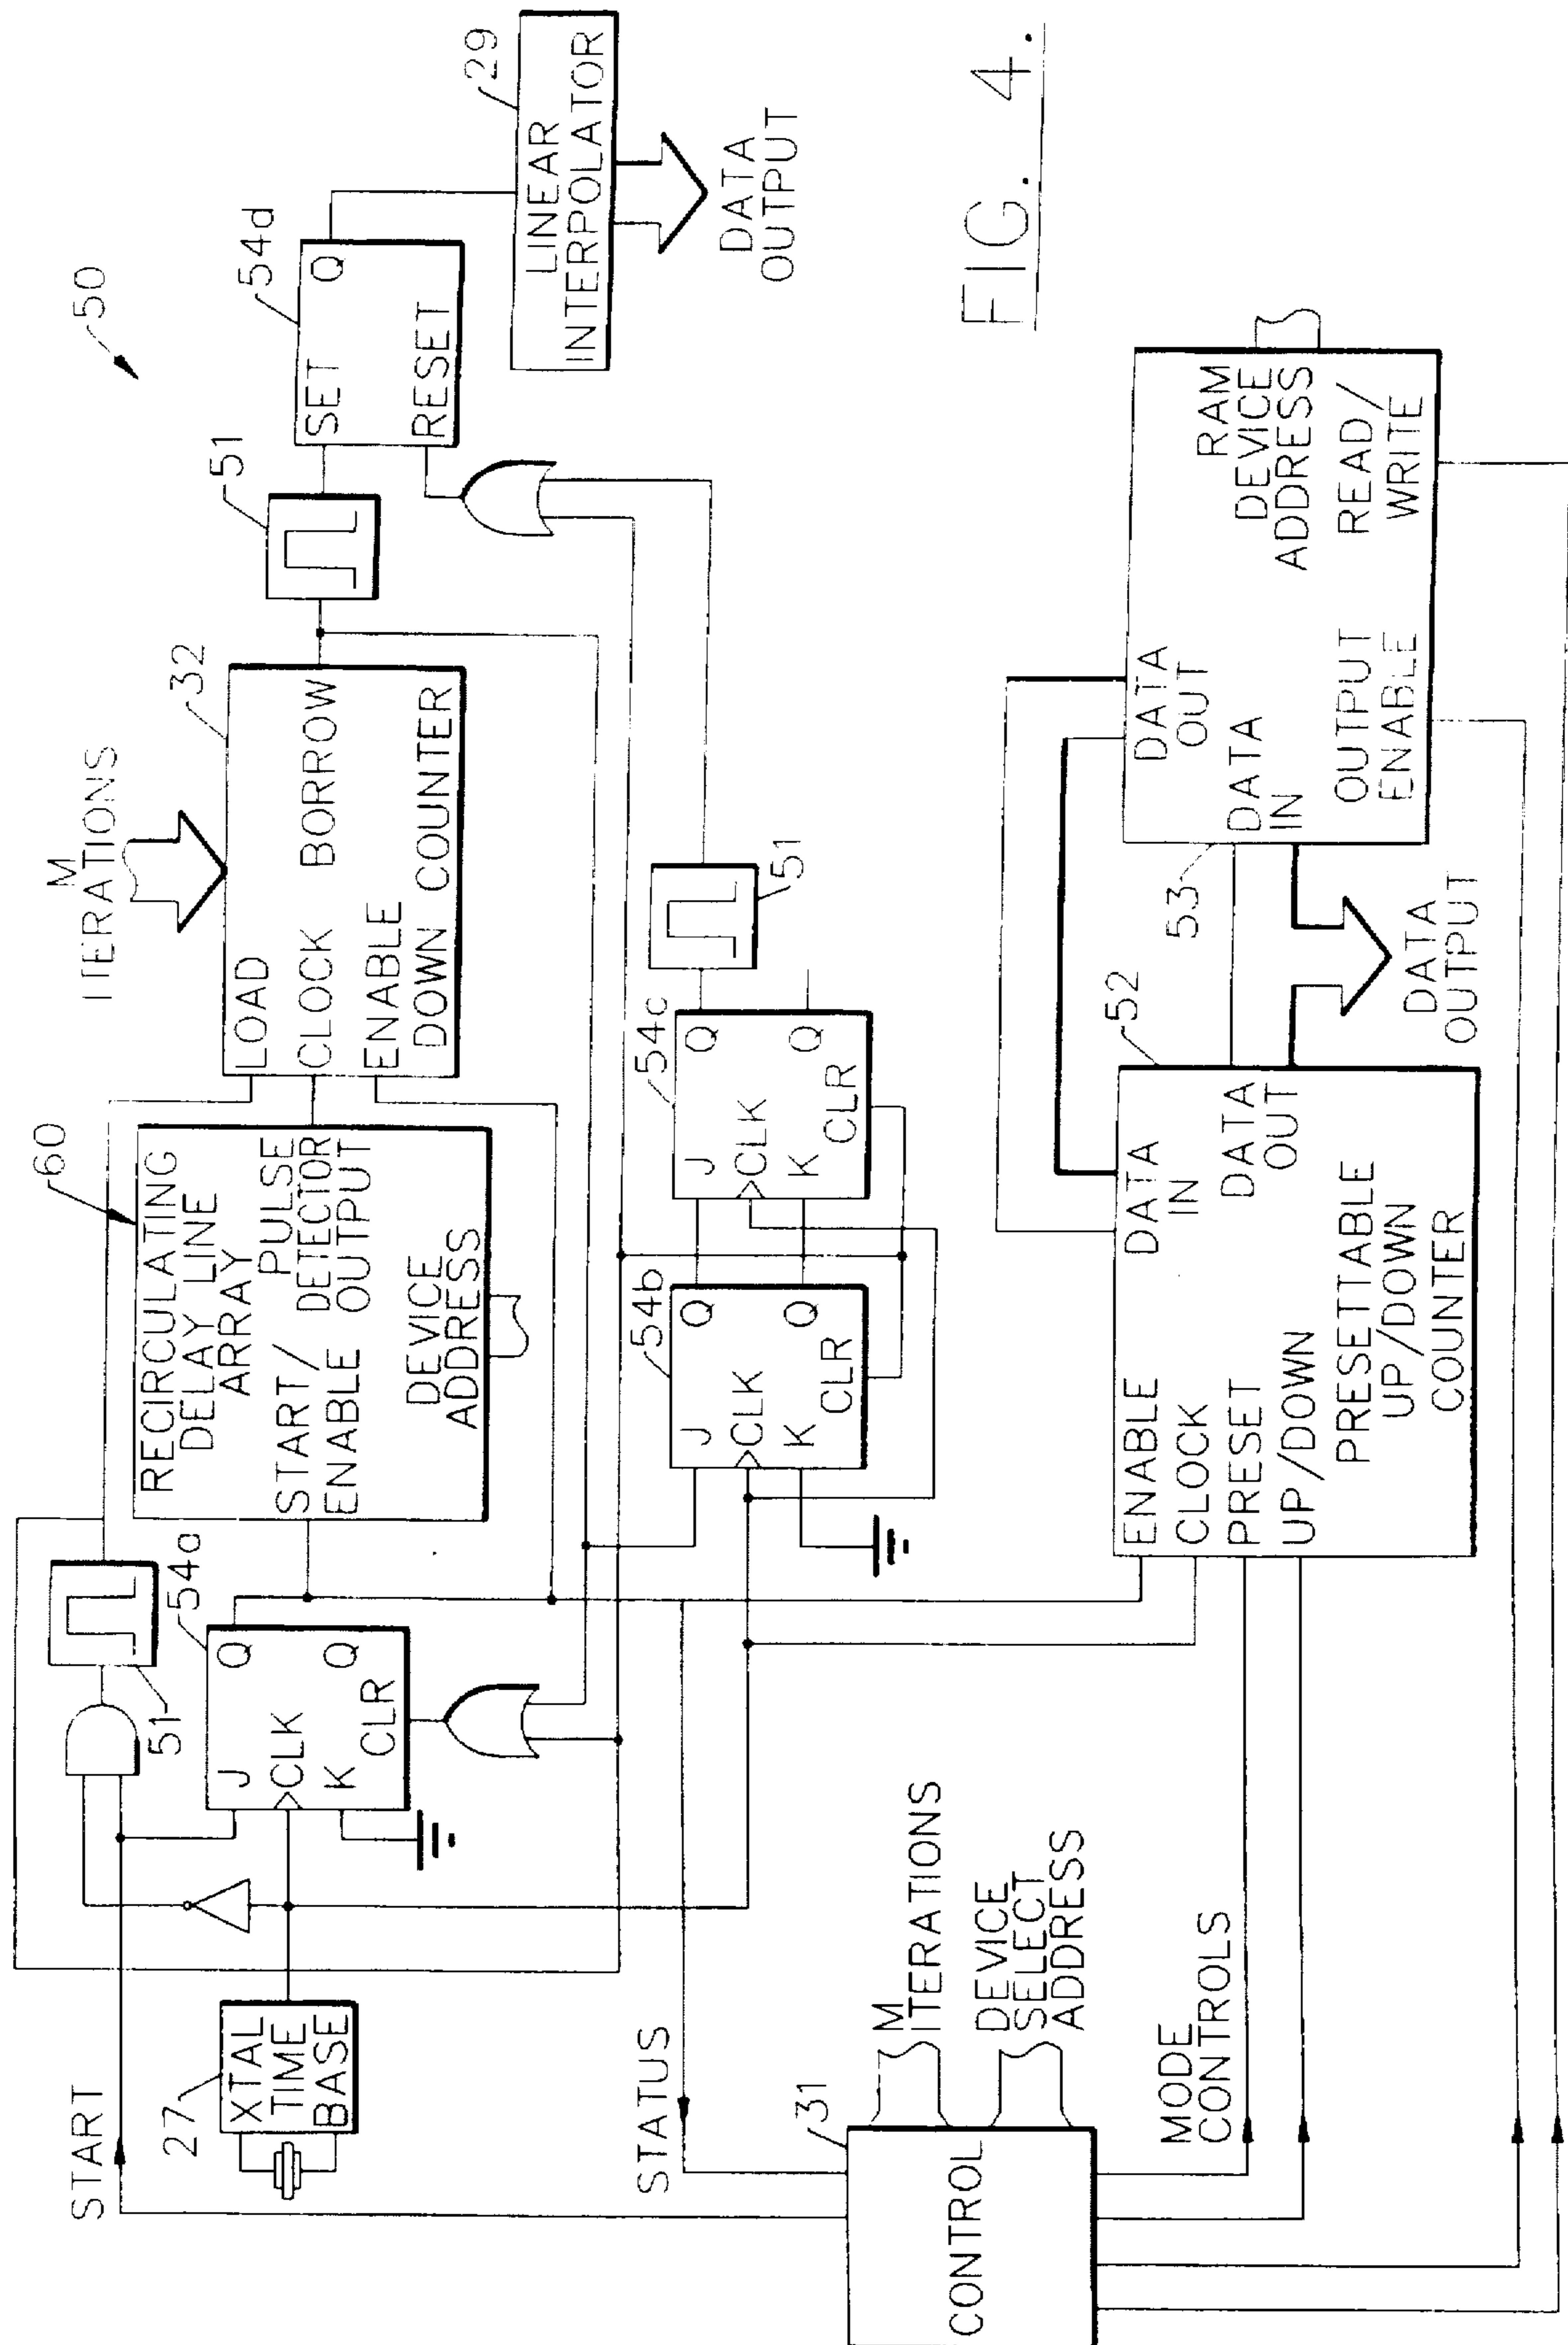 50
START
27
XTAL
TIME
BASE
51
54a
J
CLK
K
Q
Q
CLR
60
RECIRCULATING
DELAY LINE
ARRAY
START/
ENABLE
PULSE
DETECTOR
OUTPUT
DEVICE
ADDRESS
M
ITERATIONS
32
LOAD
CLOCK
BORROW
ENABLE
DOWN COUNTER
51
54d
SET
Q
RESET
29
LINEAR
INTERPOLATOR
DATA
OUTPUT
STATUS
54b
J
CLK
K
Q
Q
CLR
54c
J
CLK
K
Q
Q
CLR
51
31
CONTROL
M
ITERATIONS
DEVICE
SELECT
ADDRESS
MODE
CONTROLS
52
ENABLE
CLOCK
PRESET
UP/DOWN
DATA
IN
DATA
OUT
PRESETTABLE
UP/DOWN
COUNTER
DATA
OUTPUT
53
DATA
OUT
DATA
IN
OUTPUT
ENABLE
RAM
DEVICE
ADDRESS
READ/
WRITE
FIG. 4.